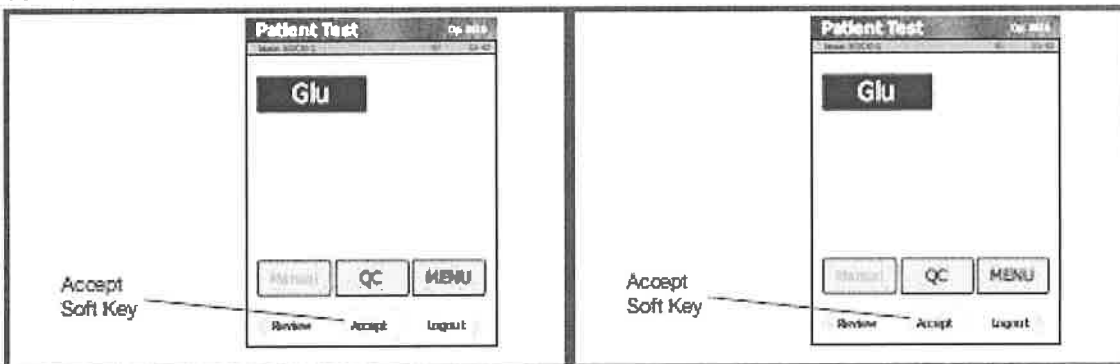 Patient Test
Glu
QC
MENU
Review
Accept
Logout
Accept
Soft Key
Patient Test
Glu
Manual
QC
MENU
Review
Accept
Logout
Accept
Soft Key